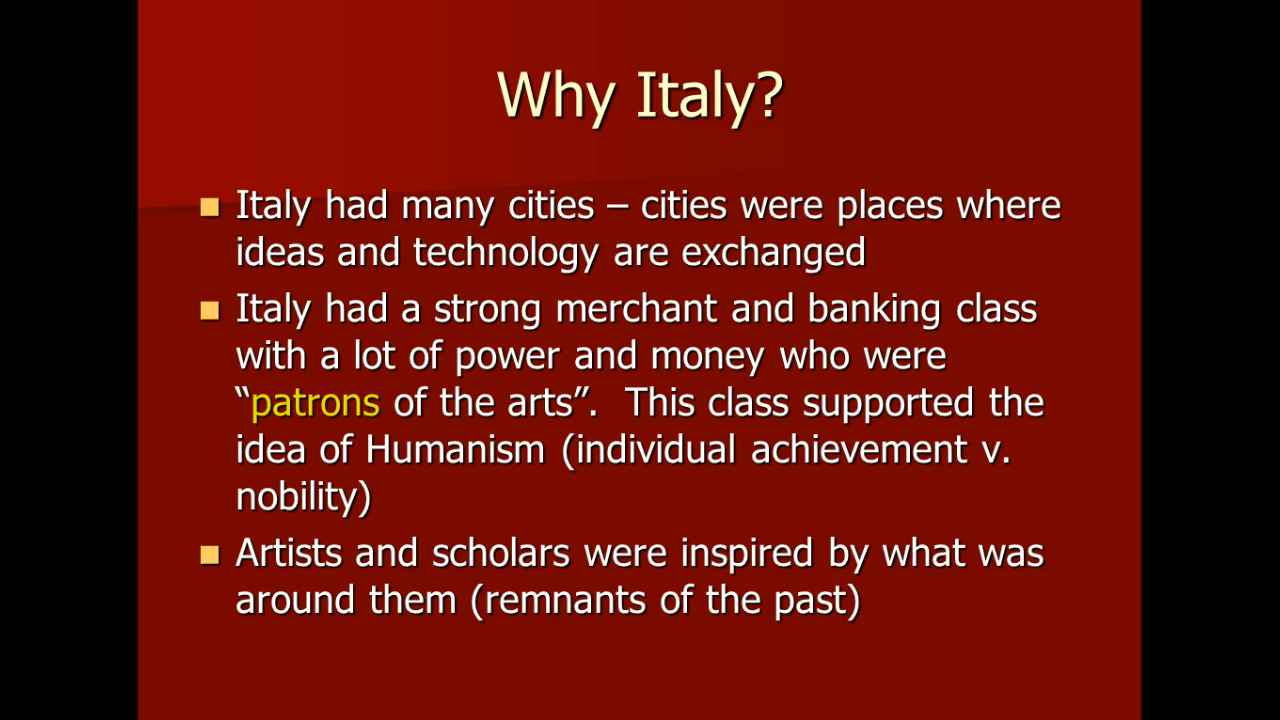 Why Italy?
Italy had many cities – cities were places where
ideas and technology are exchanged
Italy had a strong merchant and banking class
with a lot of power and money who were
“patrons of the arts”.  This class supported the
idea of Humanism (individual achievement v.
nobility)
Artists and scholars were inspired by what was
around them (remnants of the past)